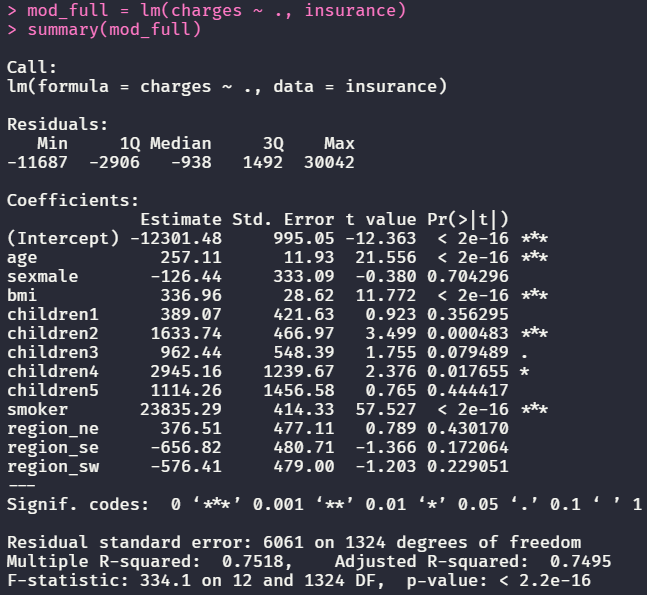 > mod_full = lm(charges ~ ., insurance)
> summary(mod_full)

Call:
lm(formula = charges ~ ., data = insurance)

Residuals:
   Min     1Q Median     3Q    Max
-11687  -2906   -938   1492  30042

Coefficients:
             Estimate Std. Error t value Pr(>|t|)
(Intercept) -12301.48     995.05 -12.363  < 2e-16 ***
age            257.11      11.93  21.556  < 2e-16 ***
sexmale       -126.44     333.09  -0.380 0.704296
bmi            336.96      28.62  11.772  < 2e-16 ***
children1      389.07     421.63   0.923 0.356295
children2     1633.74     466.97   3.499 0.000483 ***
children3      962.44     548.39   1.755 0.079489 .
children4     2945.16    1239.67   2.376 0.017655 *
children5     1114.26    1456.58   0.765 0.444417
smoker       23835.29     414.33  57.527  < 2e-16 ***
region_ne      376.51     477.11   0.789 0.430170
region_se     -656.82     480.71  -1.366 0.172064
region_sw     -576.41     479.00  -1.203 0.229051
---
Signif. codes:  0 ‘***’ 0.001 ‘**’ 0.01 ‘*’ 0.05 ‘.’ 0.1 ‘ ’ 1

Residual standard error: 6061 on 1324 degrees of freedom
Multiple R-squared:  0.7518,    Adjusted R-squared:  0.7495
F-statistic: 334.1 on 12 and 1324 DF,  p-value: < 2.2e-16